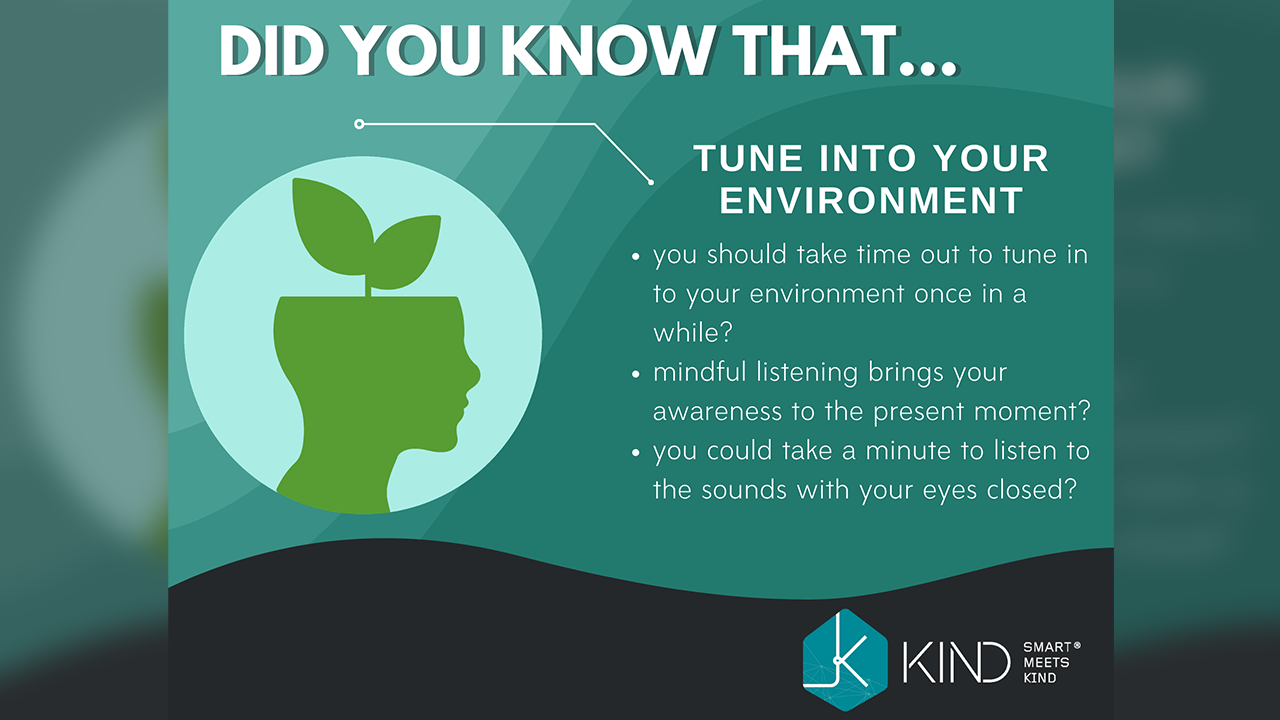 DID YOU KNOW THAT...
TUNE INTO YOUR
ENVIRONMENT
• you should take time out to tune in
to your environment once in a
while?
• mindful listening brings your
awareness to the present moment?
• you could take a minute to listen to
the sounds with your eyes closed?
K
KIND
SMART®
MEETS
KIND